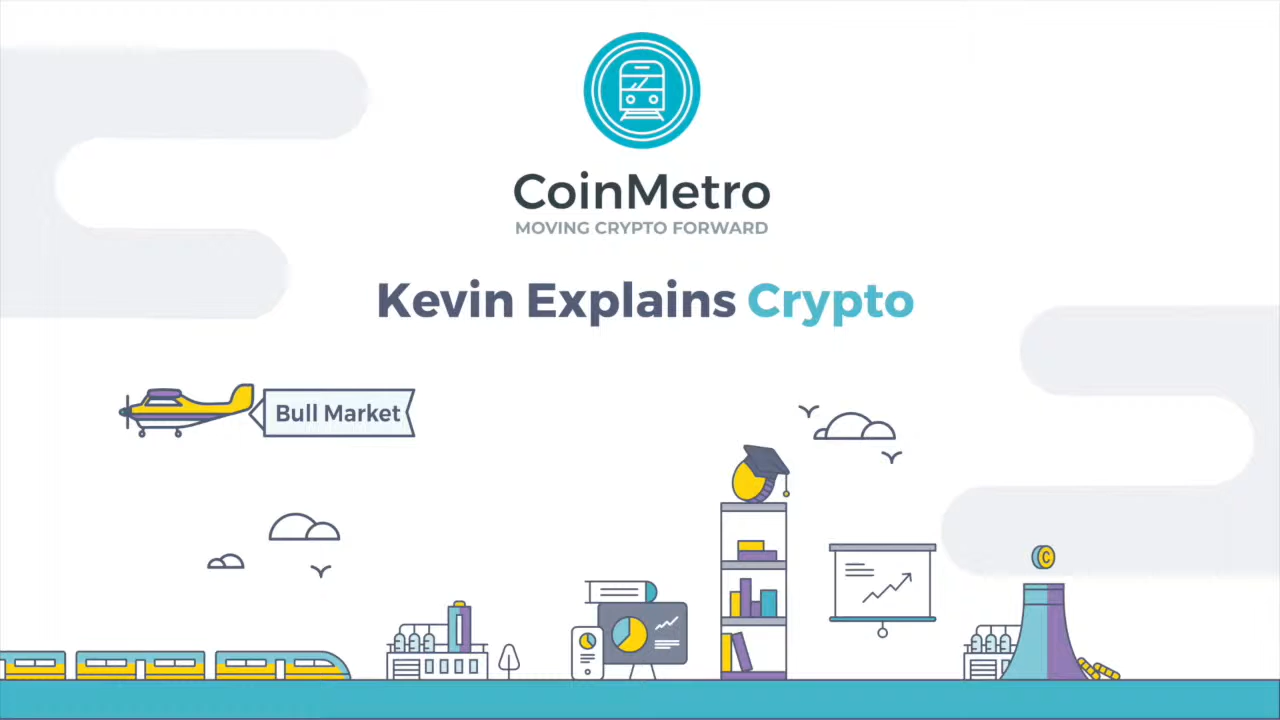 CoinMetro
MOVING CRYPTO FORWARD
Kevin Explains Crypto
Bull Market
C